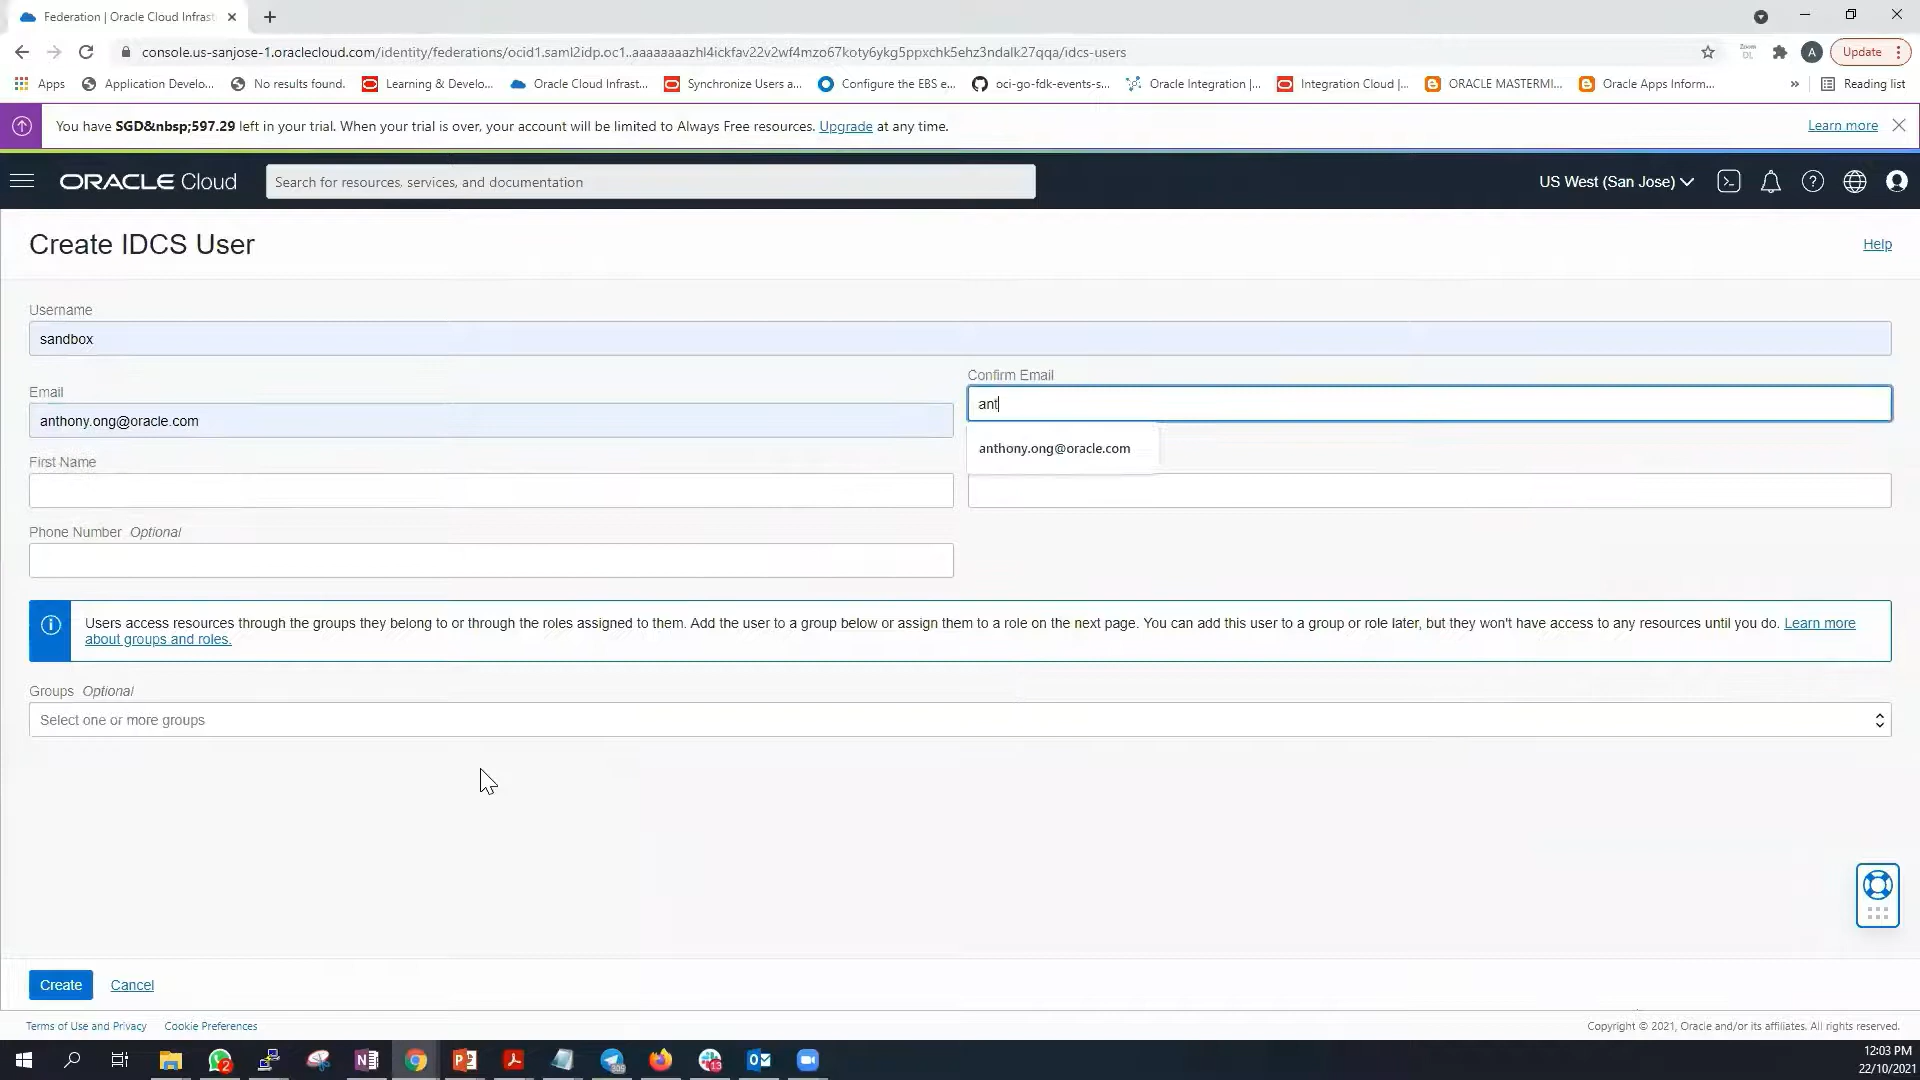 Federation | Oracle Cloud Infrast
console.us-sanjose-1.oraclecloud.com/identity/federations/ocid1.saml2idp.oc1..aaaaaaaazhl4ickfav22v2wf4mzo67koty6ykg5ppxchk5ehz3ndalk27qqa/idcs-users
Update
Apps Application Develo... No results found. Learning & Develo... Oracle Cloud Infrast... Synchronize Users a... Configure the EBS e... oci-go-fdk-events-s... Oracle Integration |... Integration Cloud |... ORACLE MASTERMI... Oracle Apps Inform... » Reading list
You have SGD&nbsp;597.29 left in your trial. When your trial is over, your account will be limited to Always Free resources. Upgrade at any time. Learn more
ORACLE Cloud Search for resources, services, and documentation US West (San Jose)
Create IDCS User Help
Username
sandbox
Email Confirm Email
anthony.ong@oracle.com ant
anthony.ong@oracle.com
First Name
Phone Number Optional
Users access resources through the groups they belong to or through the roles assigned to them. Add the user to a group below or assign them to a role on the next page. You can add this user to a group or role later, but they won't have access to any resources until you do. Learn more
about groups and roles.
Groups Optional
Select one or more groups
Create Cancel
Terms of Use and Privacy Cookie Preferences Copyright © 2021, Oracle and/or its affiliates. All rights reserved.
12:03 PM
22/10/2021